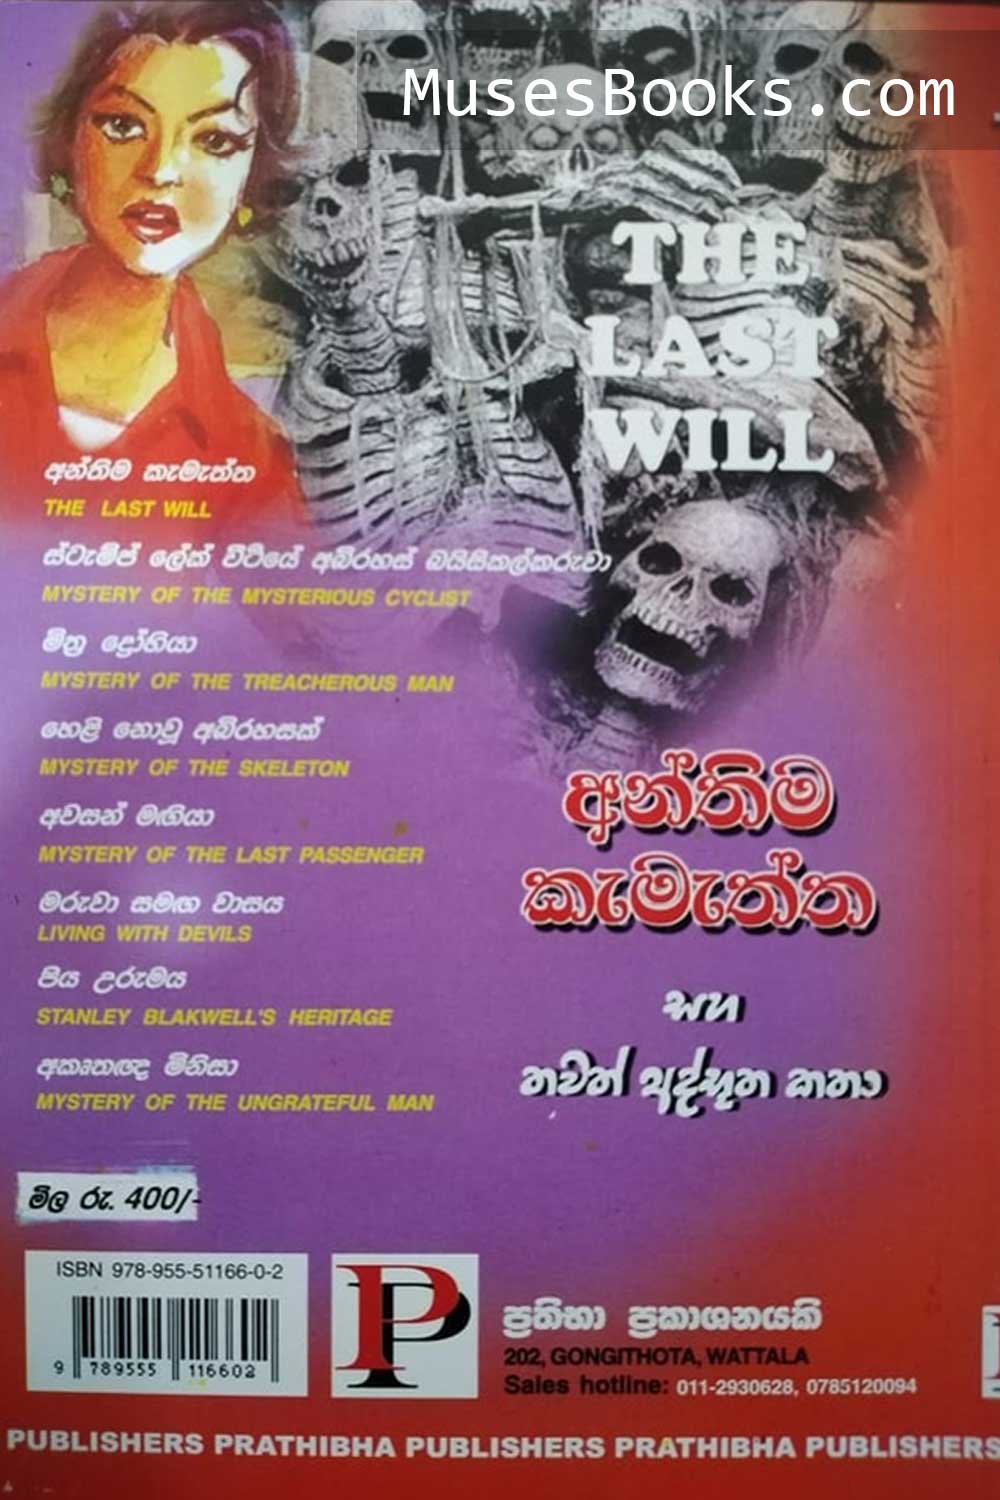 MusesBooks.com
THE
LAST
WILL
අන්තිම කැමැත්ත
THE LAST WILL
ස්ටැම්ප් ලේක් වීටියේ අබිරහස් බයිසිකල්කරුවා
MYSTERY OF THE MYSTERIOUS CYCLIST
මිත්‍ර ද්‍රෝහියා
MYSTERY OF THE TREACHEROUS MAN
හෙළි නොවූ අබිරහසක්
MYSTERY OF THE SKELETON
අවසන් මඟියා
MYSTERY OF THE LAST PASSENGER
මරුවා සමඟ වාසය
LIVING WITH DEVILS
පිය උරුමය
STANLEY BLAKWELL'S HERITAGE
අකෘතඥ මිනිසා
MYSTERY OF THE UNGRATEFUL MAN
අන්තිම
කැමැත්ත
සහ
තවත් අද්භූත කතා
මිල රු. 400/-
ISBN 978-955-51166-0-2
9 789555 116602
ප්‍රතිභා ප්‍රකාශනයකි
202, GONGITHOTA, WATTALA
Sales hotline: 011-2930628, 0785120094
PUBLISHERS PRATHIBHA PUBLISHERS PRATHIBHA PUBLISHERS